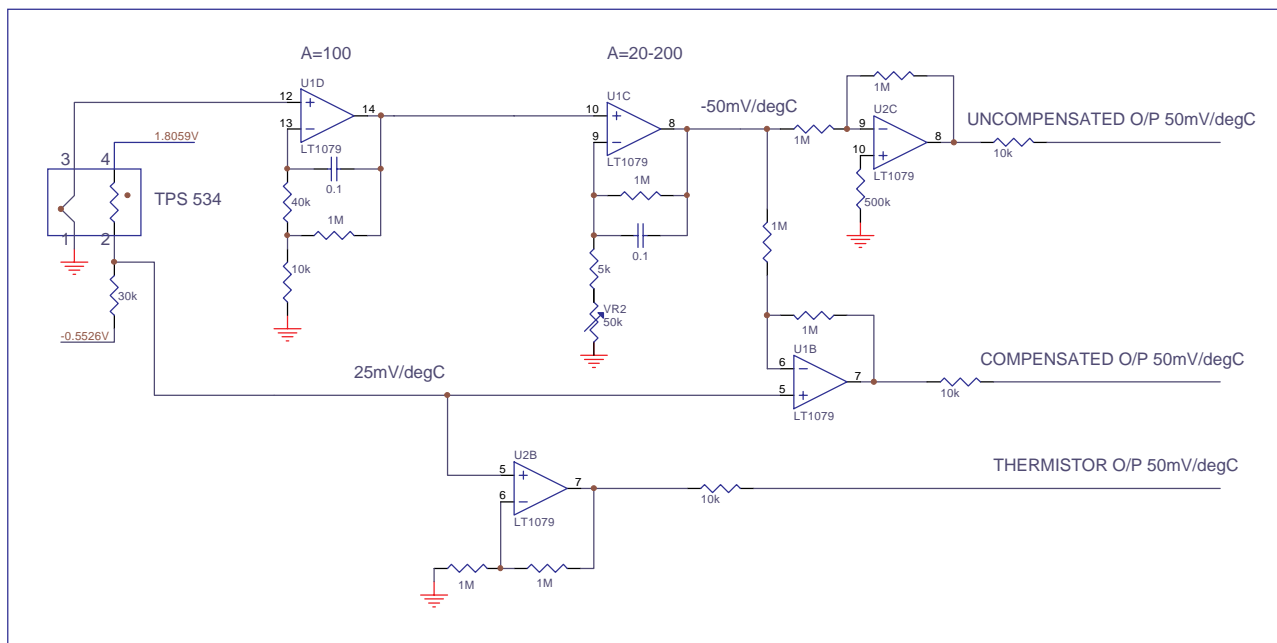 A=100
A=20-200
U1D
12
14
13
LT1079
0.1
40k
1M
10k
1.8059V
3
4
TPS 534
1
2
30k
-0.5526V
U1C
10
8
9
LT1079
1M
0.1
5k
VR2
50k
-50mV/degC
1M
1M
U2C
9
8
10
LT1079
500k
10k
UNCOMPENSATED O/P 50mV/degC
1M
1M
U1B
6
7
5
LT1079
10k
COMPENSATED O/P 50mV/degC
25mV/degC
U2B
5
7
6
LT1079
10k
THERMISTOR O/P 50mV/degC
1M
1M